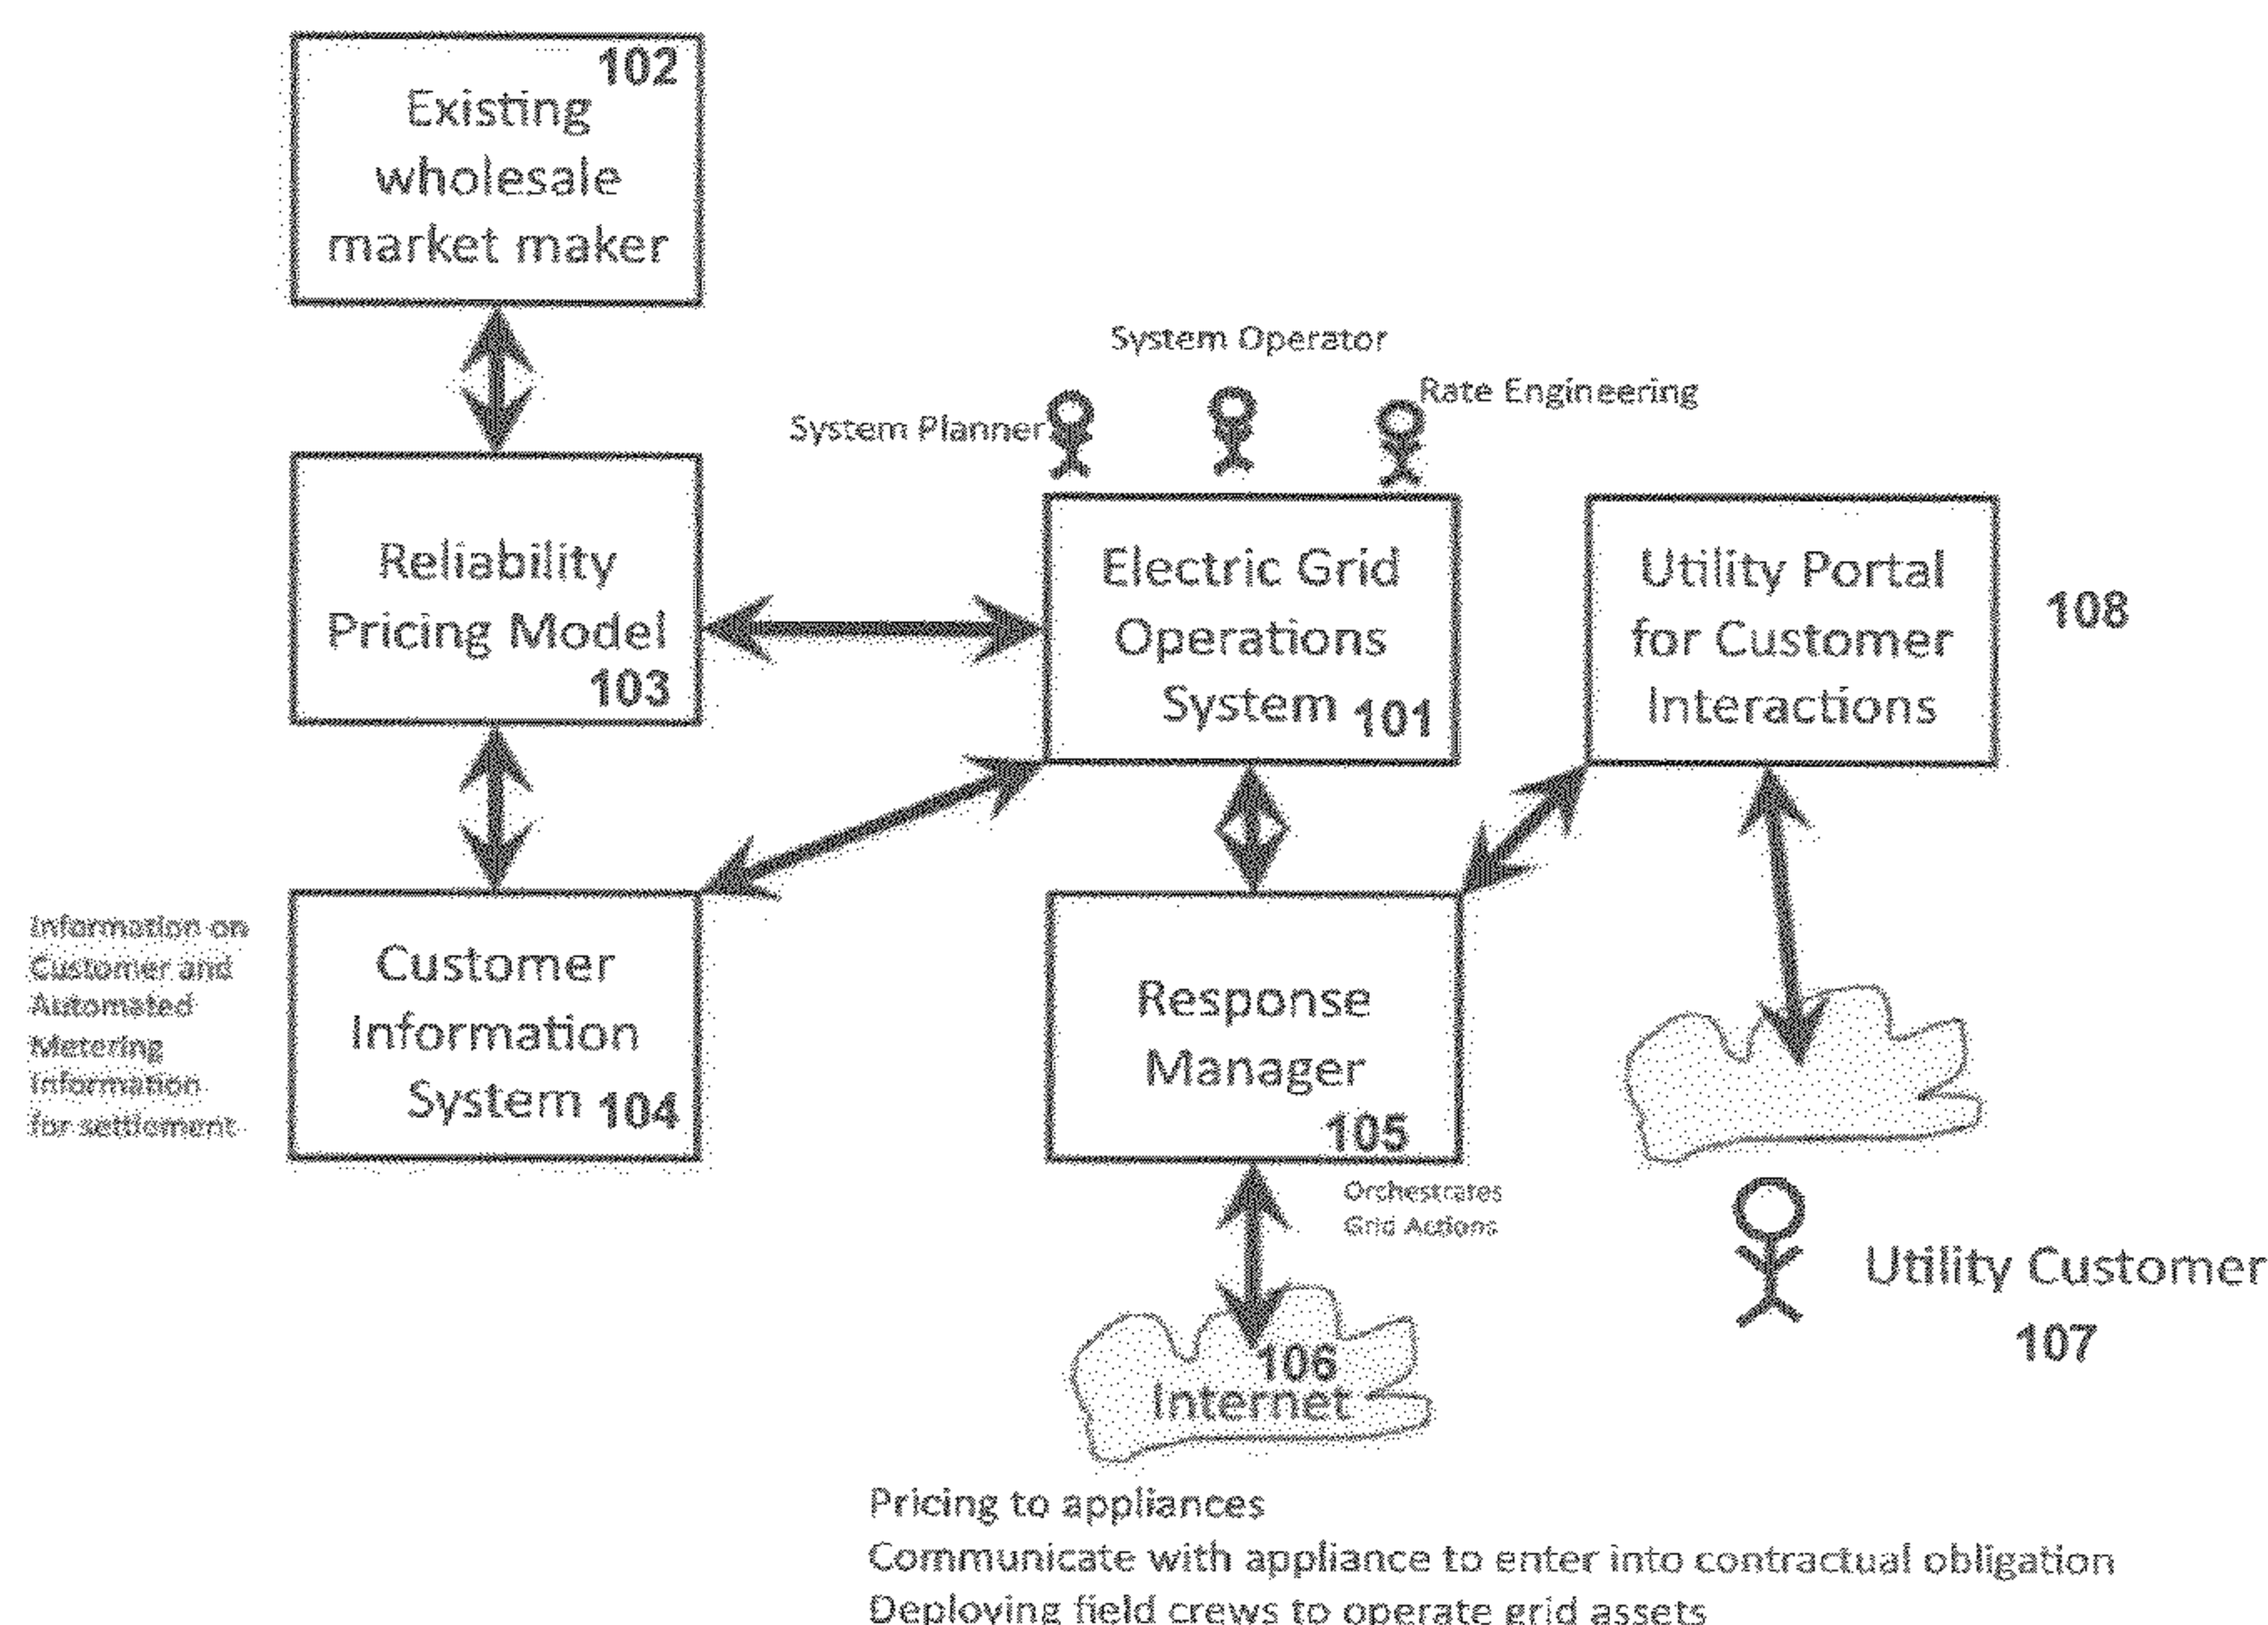 102
Existing
wholesale
market maker
System Operator
Rate Engineering
System Planner
Reliability
Pricing Model
103
Electric Grid
Operations
System 101
Utility Portal
for Customer
Interactions
108
Information on
Customer and
Automated
Metering
Information
for settlement
Customer
Information
System 104
Response
Manager
105
Orchestrates
Grid Actions
Utility Customer
107
106
Internet
Pricing to appliances
Communicate with appliance to enter into contractual obligation
Deploying field crews to operate grid assets